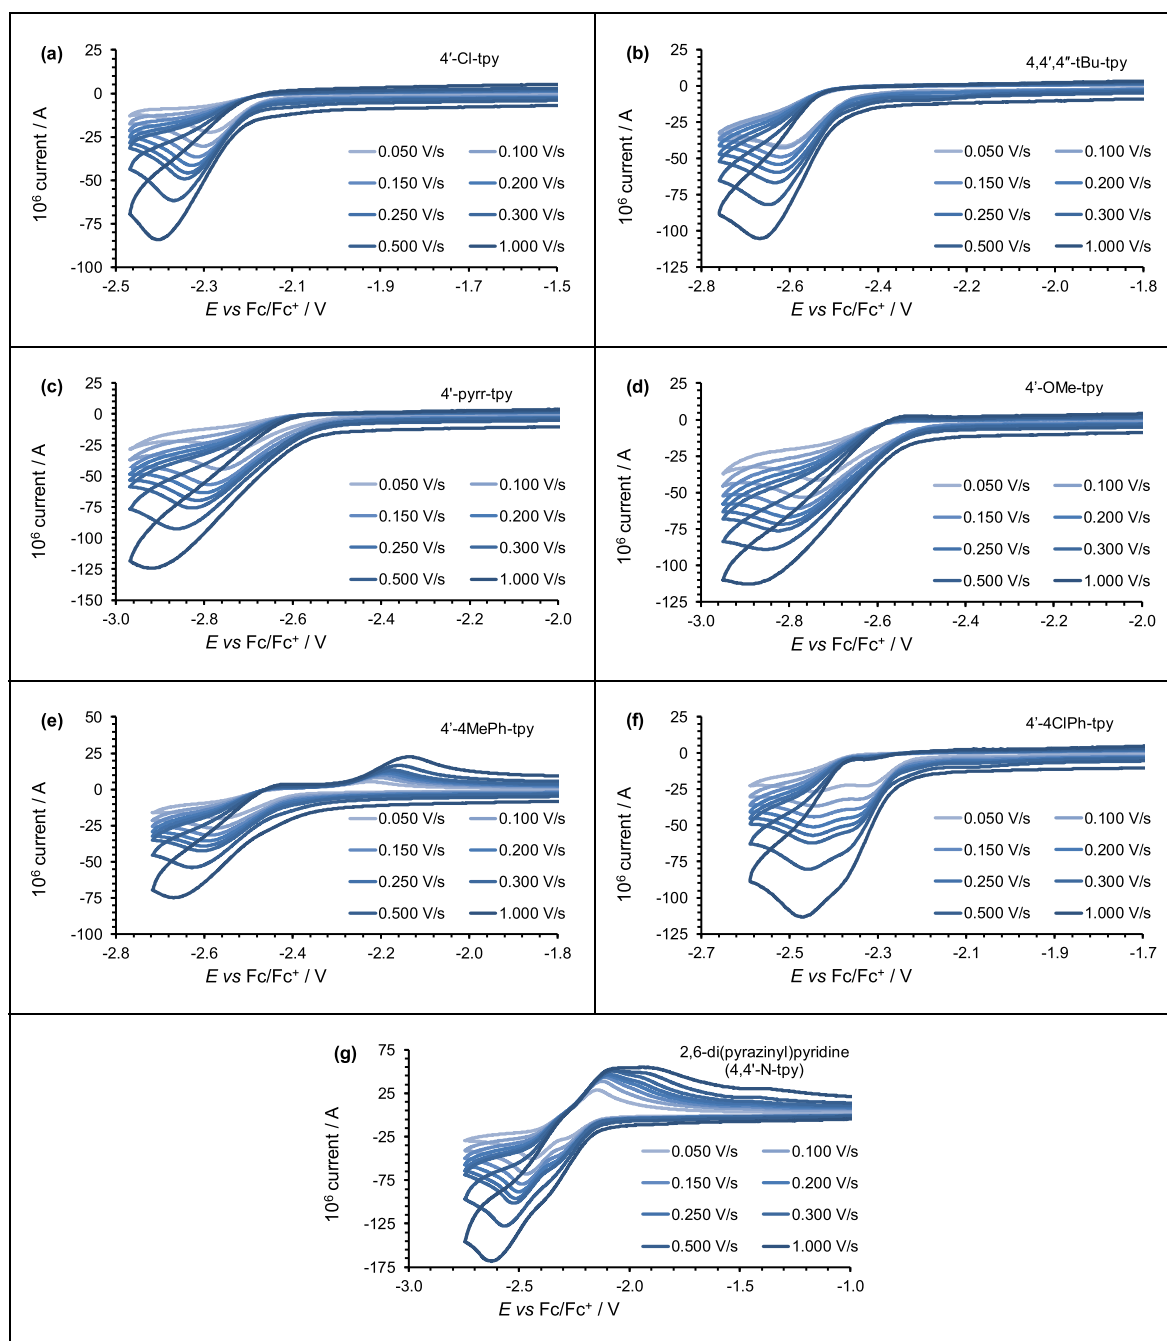 (a)
4′-Cl-tpy
25
0
-25
-50
-75
-100
10⁶ current / A
0.050 V/s 0.100 V/s
0.150 V/s 0.200 V/s
0.250 V/s 0.300 V/s
0.500 V/s 1.000 V/s
-2.5 -2.3 -2.1 -1.9 -1.7 -1.5
E vs Fc/Fc⁺ / V
(b)
4,4′,4″-tBu-tpy
25
0
-25
-50
-75
-100
-125
10⁶ current / A
0.050 V/s 0.100 V/s
0.150 V/s 0.200 V/s
0.250 V/s 0.300 V/s
0.500 V/s 1.000 V/s
-2.8 -2.6 -2.4 -2.2 -2.0 -1.8
E vs Fc/Fc⁺ / V
(c)
4'-pyrr-tpy
25
0
-25
-50
-75
-100
-125
-150
10⁶ current / A
0.050 V/s 0.100 V/s
0.150 V/s 0.200 V/s
0.250 V/s 0.300 V/s
0.500 V/s 1.000 V/s
-3.0 -2.8 -2.6 -2.4 -2.2 -2.0
E vs Fc/Fc⁺ / V
(d)
4’-OMe-tpy
25
0
-25
-50
-75
-100
-125
10⁶ current / A
0.050 V/s 0.100 V/s
0.150 V/s 0.200 V/s
0.250 V/s 0.300 V/s
0.500 V/s 1.000 V/s
-3.0 -2.8 -2.6 -2.4 -2.2 -2.0
E vs Fc/Fc⁺ / V
(e)
4’-4MePh-tpy
50
25
0
-25
-50
-75
-100
10⁶ current / A
0.050 V/s 0.100 V/s
0.150 V/s 0.200 V/s
0.250 V/s 0.300 V/s
0.500 V/s 1.000 V/s
-2.8 -2.6 -2.4 -2.2 -2.0 -1.8
E vs Fc/Fc⁺ / V
(f)
4’-4ClPh-tpy
25
0
-25
-50
-75
-100
-125
10⁶ current / A
0.050 V/s 0.100 V/s
0.150 V/s 0.200 V/s
0.250 V/s 0.300 V/s
0.500 V/s 1.000 V/s
-2.7 -2.5 -2.3 -2.1 -1.9 -1.7
E vs Fc/Fc⁺ / V
(g)
2,6-di(pyrazinyl)pyridine
(4,4'-N-tpy)
75
25
-25
-75
-125
-175
10⁶ current / A
0.050 V/s 0.100 V/s
0.150 V/s 0.200 V/s
0.250 V/s 0.300 V/s
0.500 V/s 1.000 V/s
-3.0 -2.5 -2.0 -1.5 -1.0
E vs Fc/Fc⁺ / V